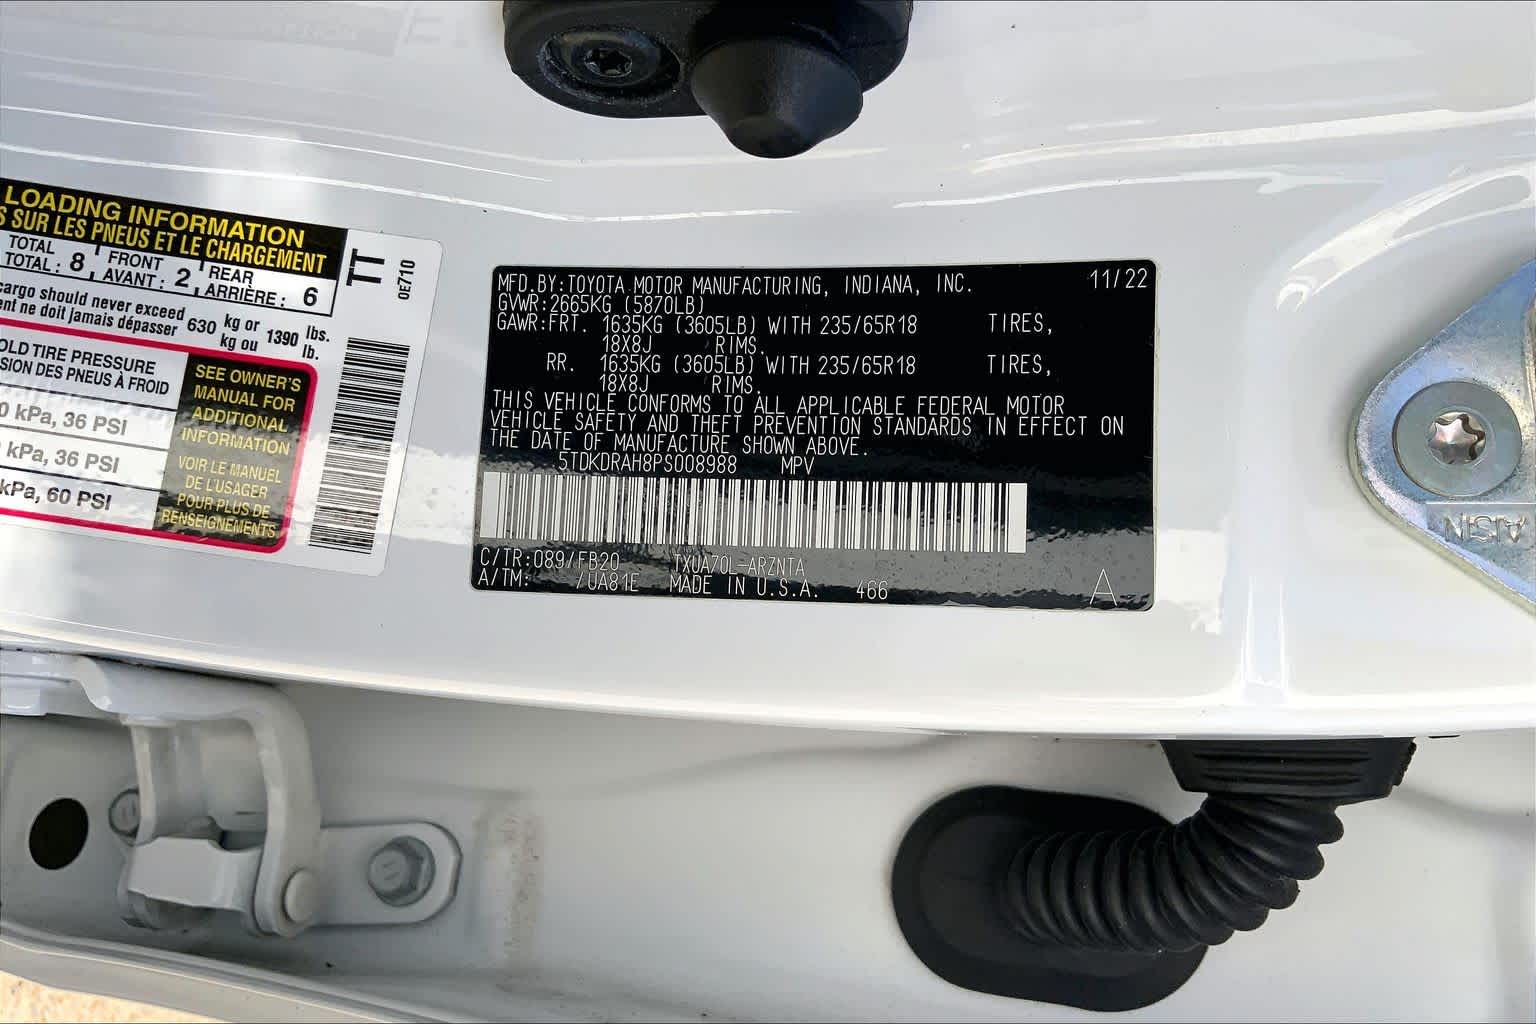 LOADING INFORMATION
SUR LES PNEUS ET LE CHARGEMENT
TOTAL FRONT REAR
TOTAL: 8 AVANT: 2 ARRIÈRE: 6
cargo should never exceed 630 kg or 1390 lbs.
ne doit jamais dépasser kg ou lb.
TIRE PRESSURE
DES PNEUS À FROID
kPa, 36 PSI
kPa, 36 PSI
kPa, 60 PSI
SEE OWNER'S
MANUAL FOR
ADDITIONAL
INFORMATION
VOIR LE MANUEL
DE L'USAGER
POUR PLUS DE
RENSEIGNEMENTS
TT
0E710
MFD.BY:TOYOTA MOTOR MANUFACTURING, INDIANA, INC. 11/22
GVWR:2665KG (5870LB)
GAWR:FRT. 1635KG (3605LB) WITH 235/65R18 TIRES,
18X8J RIMS.
RR. 1635KG (3605LB) WITH 235/65R18 TIRES,
18X8J RIMS.
THIS VEHICLE CONFORMS TO ALL APPLICABLE FEDERAL MOTOR
VEHICLE SAFETY AND THEFT PREVENTION STANDARDS IN EFFECT ON
THE DATE OF MANUFACTURE SHOWN ABOVE.
5TDKDRAH8PS008988 MPV
C/TR:089/FB20 TXUA70L-ARZNTA
A/TM: /UA81E MADE IN U.S.A. 466 A
AISIN